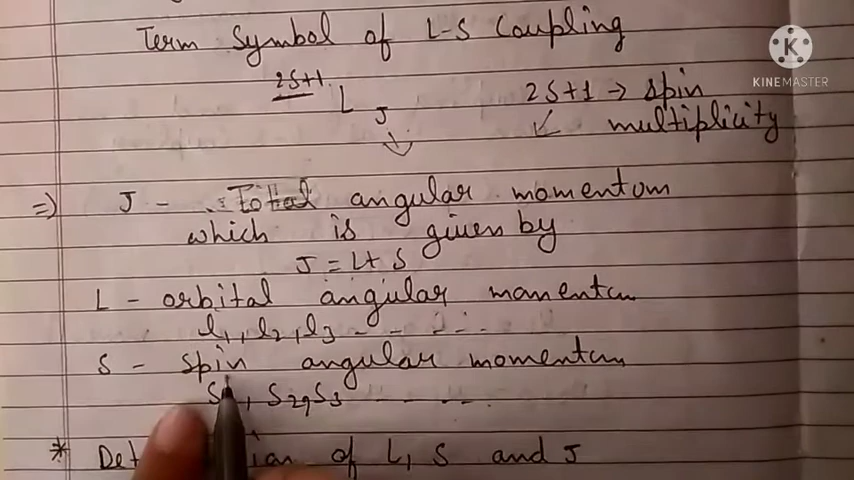 Term Symbol of L-S Coupling
2S+1 L J
2S+1 → spin multiplicity
K
KINEMASTER
⇒) J - Total angular momentum
which is given by
J = L+ S
L - orbital angular momentum
l1, l2, l3 - - - - -
S - spin angular momentum
S , S2, S3 - - - - -
* of L, S and J